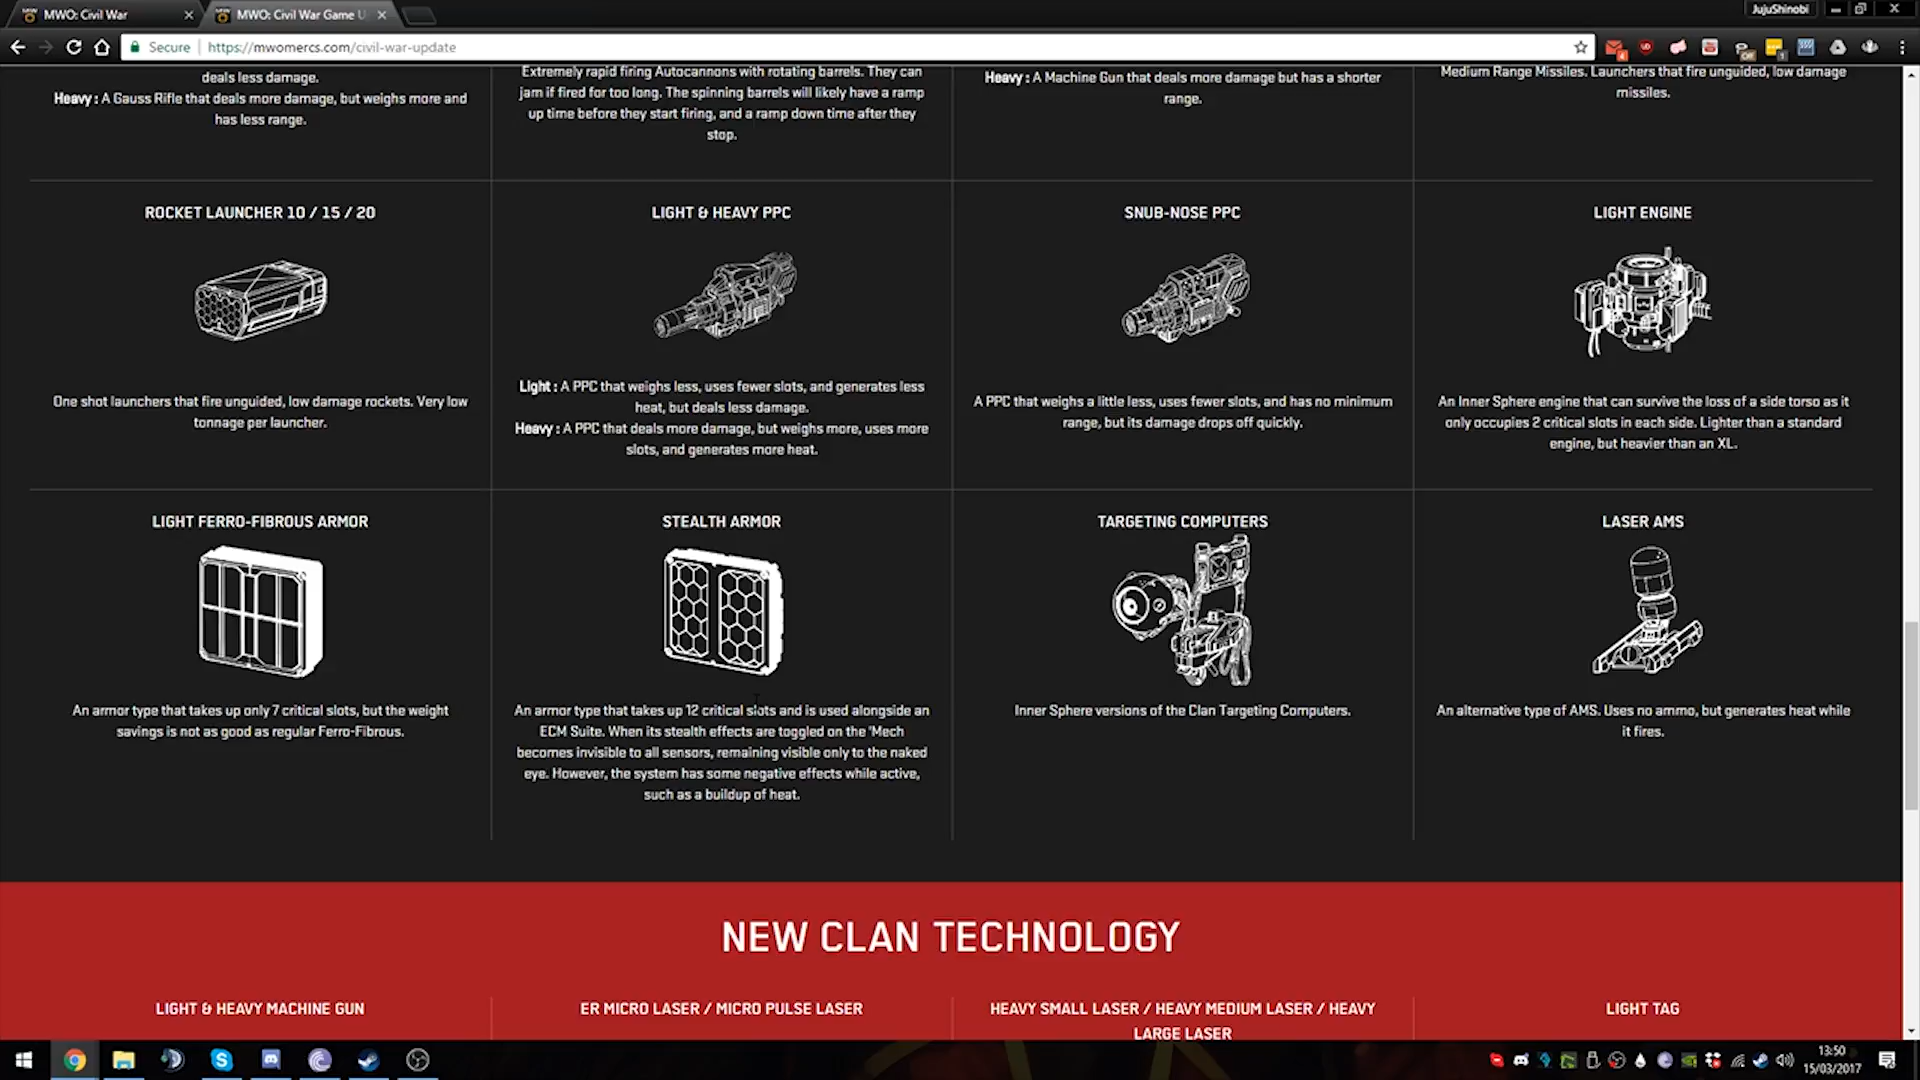 MWO: Civil War
MWO: Civil War Game U
JujuShinobi
Secure
https://mwomercs.com/civil-war-update
deals less damage.
Heavy : A Gauss Rifle that deals more damage, but weighs more and
has less range.
Extremely rapid firing Autocannons with rotating barrels. They can
jam if fired for too long. The spinning barrels will likely have a ramp
up time before they start firing, and a ramp down time after they
stop.
Heavy : A Machine Gun that deals more damage but has a shorter
range.
Medium Range Missiles. Launchers that fire unguided, low damage
missiles.
ROCKET LAUNCHER 10 / 15 / 20
One shot launchers that fire unguided, low damage rockets. Very low
tonnage per launcher.
LIGHT & HEAVY PPC
Light : A PPC that weighs less, uses fewer slots, and generates less
heat, but deals less damage.
Heavy : A PPC that deals more damage, but weighs more, uses more
slots, and generates more heat.
SNUB-NOSE PPC
A PPC that weighs a little less, uses fewer slots, and has no minimum
range, but its damage drops off quickly.
LIGHT ENGINE
An Inner Sphere engine that can survive the loss of a side torso as it
only occupies 2 critical slots in each side. Lighter than a standard
engine, but heavier than an XL.
LIGHT FERRO-FIBROUS ARMOR
An armor type that takes up only 7 critical slots, but the weight
savings is not as good as regular Ferro-Fibrous.
STEALTH ARMOR
An armor type that takes up 12 critical slots and is used alongside an
ECM Suite. When its stealth effects are toggled on the 'Mech
becomes invisible to all sensors, remaining visible only to the naked
eye. However, the system has some negative effects while active,
such as a buildup of heat.
TARGETING COMPUTERS
Inner Sphere versions of the Clan Targeting Computers.
LASER AMS
An alternative type of AMS. Uses no ammo, but generates heat while
it fires.
NEW CLAN TECHNOLOGY
LIGHT & HEAVY MACHINE GUN
ER MICRO LASER / MICRO PULSE LASER
HEAVY SMALL LASER / HEAVY MEDIUM LASER / HEAVY
LARGE LASER
LIGHT TAG
13:50
15/03/2017